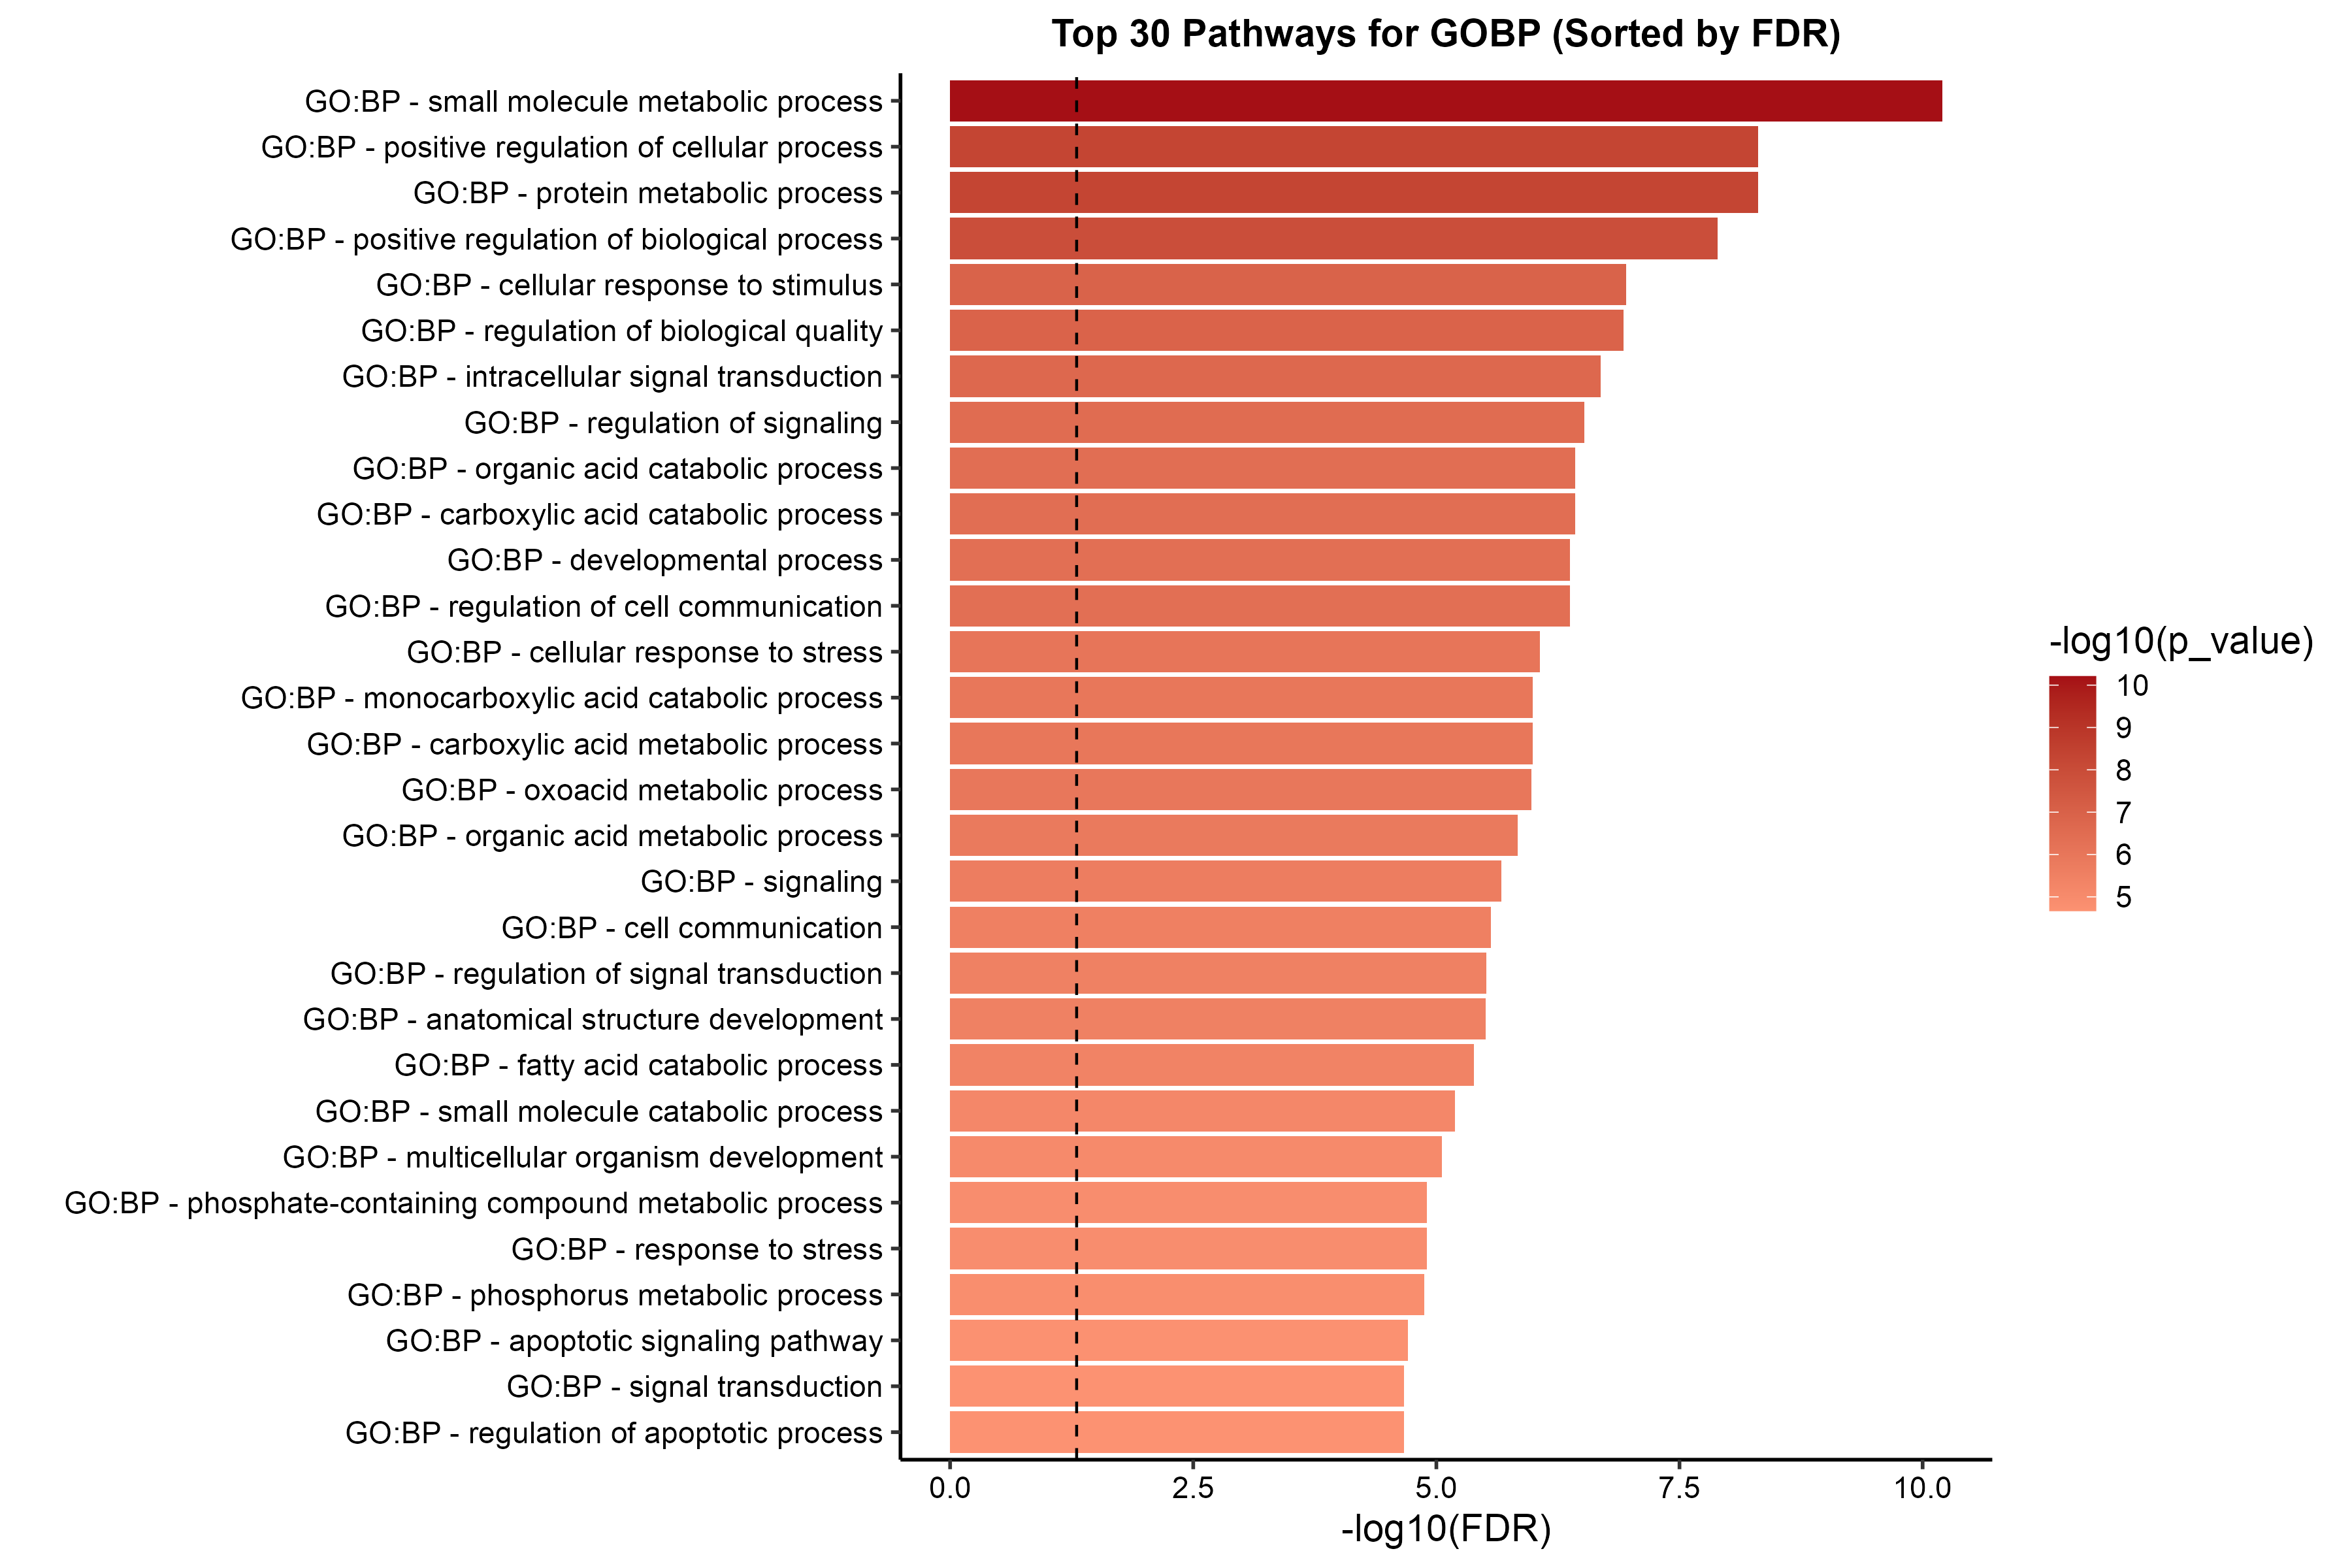 Top 30 Pathways for GOBP (Sorted by FDR)
GO:BP - small molecule metabolic process
GO:BP - positive regulation of cellular process
GO:BP - protein metabolic process
GO:BP - positive regulation of biological process
GO:BP - cellular response to stimulus
GO:BP - regulation of biological quality
GO:BP - intracellular signal transduction
GO:BP - regulation of signaling
GO:BP - organic acid catabolic process
GO:BP - carboxylic acid catabolic process
GO:BP - developmental process
GO:BP - regulation of cell communication
GO:BP - cellular response to stress
GO:BP - monocarboxylic acid catabolic process
GO:BP - carboxylic acid metabolic process
GO:BP - oxoacid metabolic process
GO:BP - organic acid metabolic process
GO:BP - signaling
GO:BP - cell communication
GO:BP - regulation of signal transduction
GO:BP - anatomical structure development
GO:BP - fatty acid catabolic process
GO:BP - small molecule catabolic process
GO:BP - multicellular organism development
GO:BP - phosphate-containing compound metabolic process
GO:BP - response to stress
GO:BP - phosphorus metabolic process
GO:BP - apoptotic signaling pathway
GO:BP - signal transduction
GO:BP - regulation of apoptotic process
0.0 2.5 5.0 7.5 10.0
-log10(FDR)
-log10(p_value)
10
9
8
7
6
5